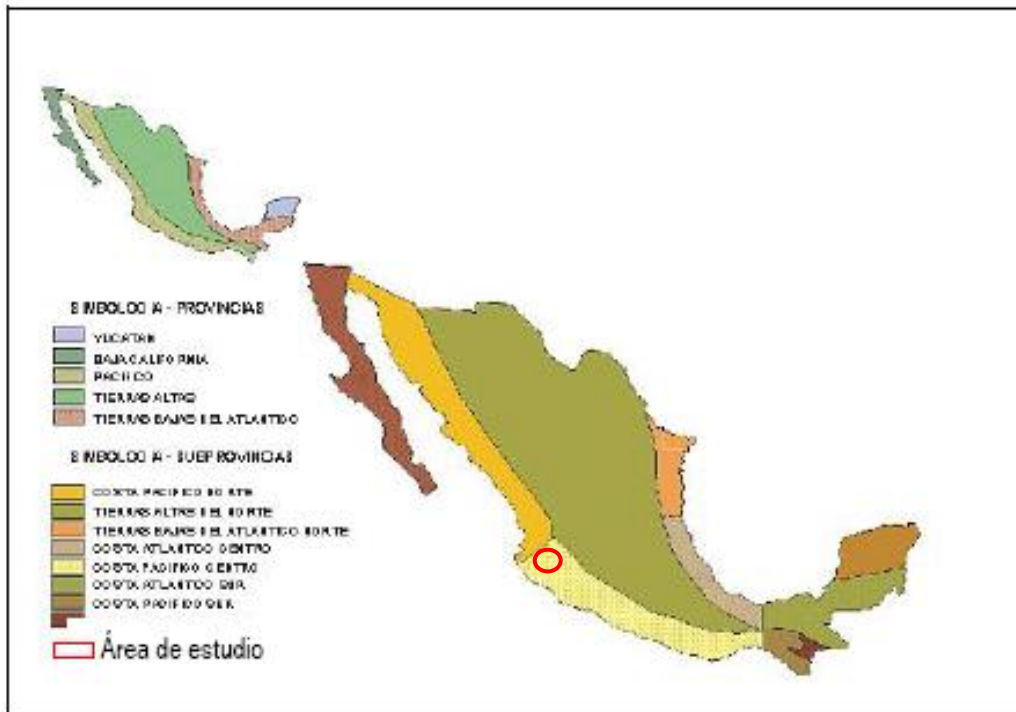 SIMBOLOGIA - PROVINCIAS
YUCATAN
BAJA CALIFORNIA
PACIFICO
TIERRAS ALTAS
TIERRAS BAJAS DEL ATLANTICO
SIMBOLOGIA - SUBPROVINCIAS
COSTA PACIFICO NORTE
TIERRAS ALTAS DEL NORTE
TIERRAS BAJAS DEL ATLANTICO NORTE
COSTA ATLANTICO CENTRO
COSTA PACIFICO CENTRO
COSTA ATLANTICO SUR
COSTA PACIFICO SUR
Área de estudio